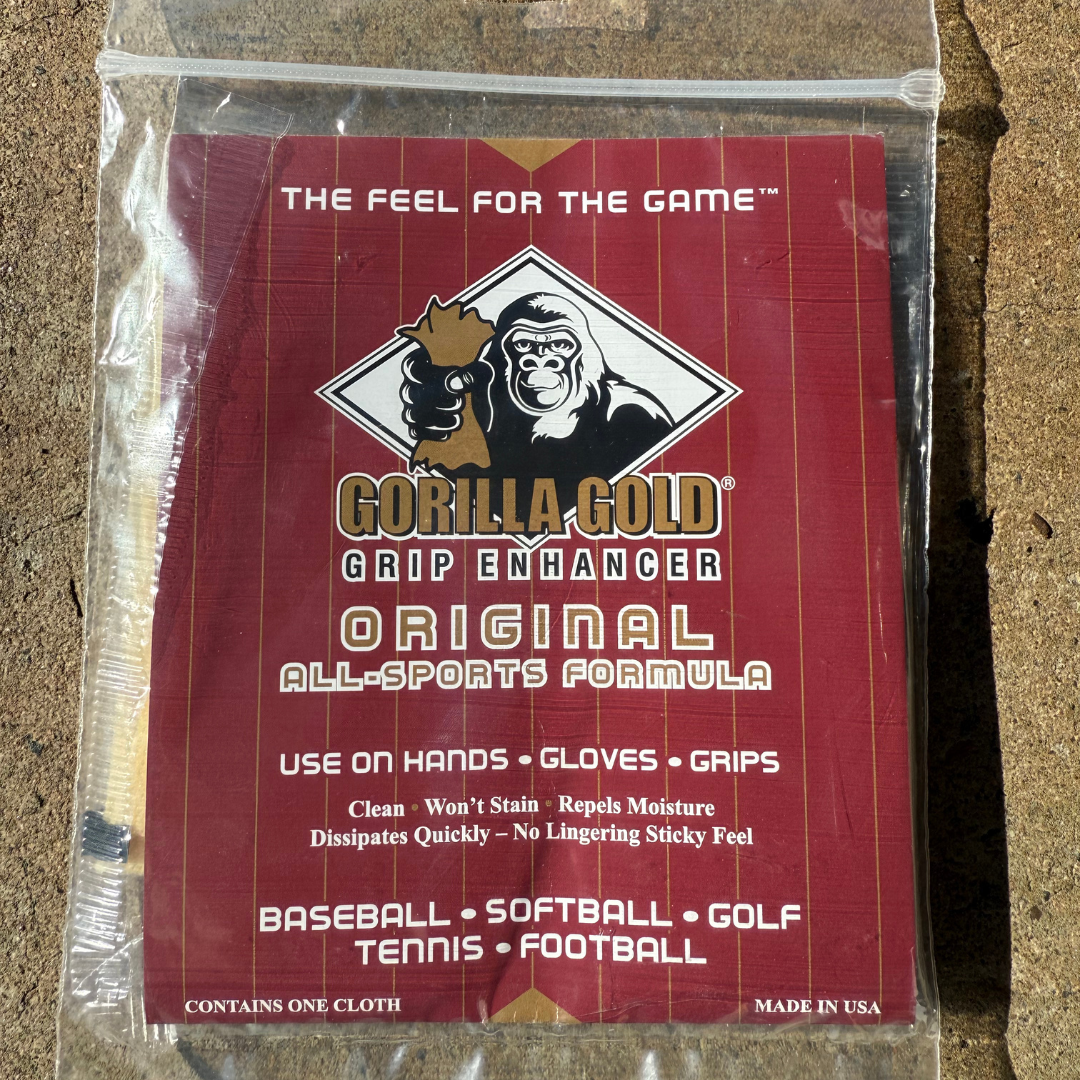 THE FEEL FOR THE GAME™
GORILLA GOLD®
GRIP ENHANCER
ORIGINAL
ALL-SPORTS FORMULA
USE ON HANDS • GLOVES • GRIPS
Clean • Won't Stain • Repels Moisture
Dissipates Quickly – No Lingering Sticky Feel
BASEBALL • SOFTBALL • GOLF
TENNIS • FOOTBALL
CONTAINS ONE CLOTH
MADE IN USA